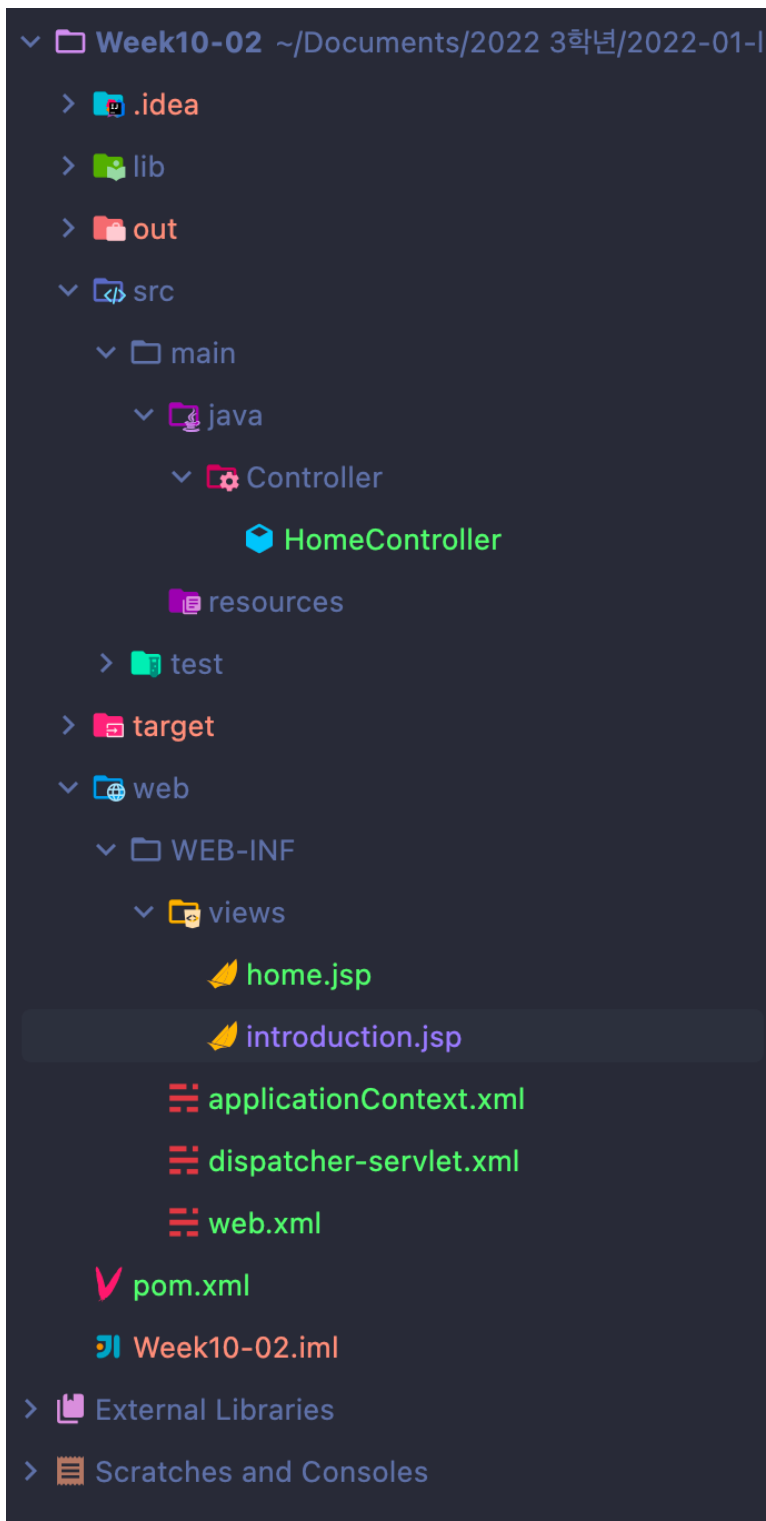 Week10-02 ~/Documents/2022 3학년/2022-01-
.idea
lib
out
src
main
java
Controller
HomeController
resources
test
target
web
WEB-INF
views
home.jsp
introduction.jsp
applicationContext.xml
dispatcher-servlet.xml
web.xml
pom.xml
Week10-02.iml
External Libraries
Scratches and Consoles